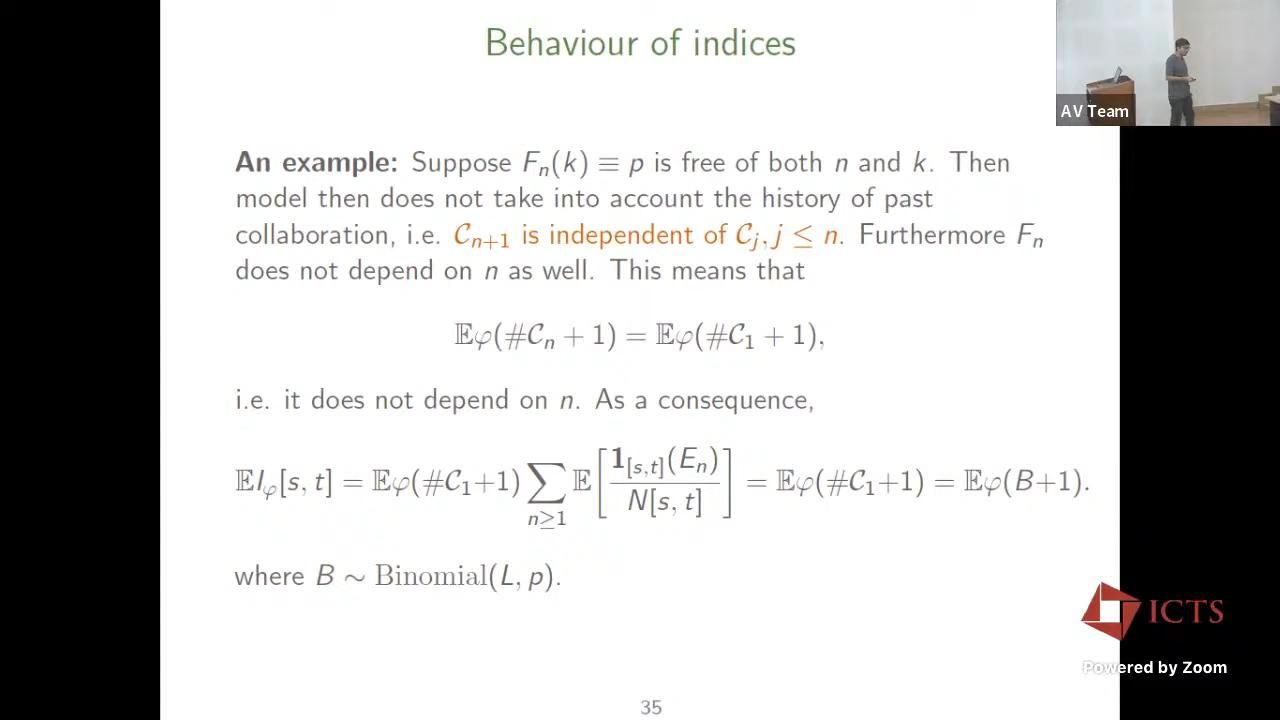 Behaviour of indices
AV Team
An example: Suppose Fₙ(k) ≡ p is free of both n and k. Then
model then does not take into account the history of past
collaboration, i.e. 𝒞ₙ₊₁ is independent of 𝒞ⱼ, j ≤ n. Furthermore Fₙ
does not depend on n as well. This means that
𝔼φ(#𝒞ₙ + 1) = 𝔼φ(#𝒞₁ + 1),
i.e. it does not depend on n. As a consequence,
𝔼I_φ[s, t] = 𝔼φ(#𝒞₁+1) ∑_{n≥1} 𝔼[ 𝟏_{[s,t]}(Eₙ) / N[s, t] ] = 𝔼φ(#𝒞₁+1) = 𝔼φ(B+1).
where B ∼ Binomial(L, p).
ICTS
Powered by Zoom
35